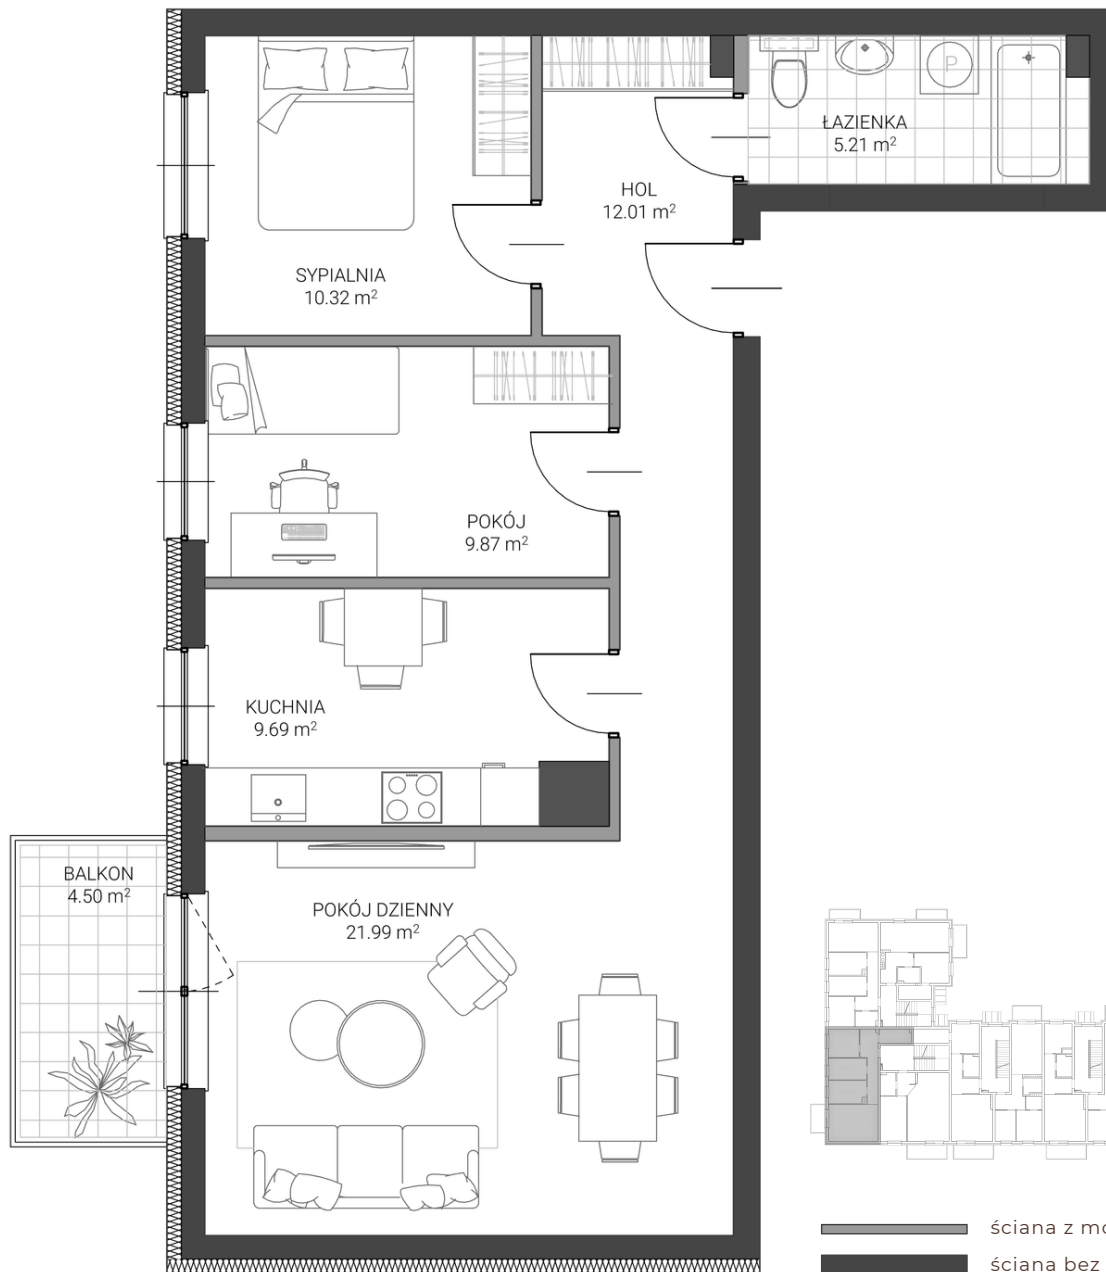 ŁAZIENKA
5.21 m²
P
HOL
12.01 m²
SYPIALNIA
10.32 m²
POKÓJ
9.87 m²
KUCHNIA
9.69 m²
BALKON
4.50 m²
POKÓJ DZIENNY
21.99 m²
ściana z mo
ściana bez